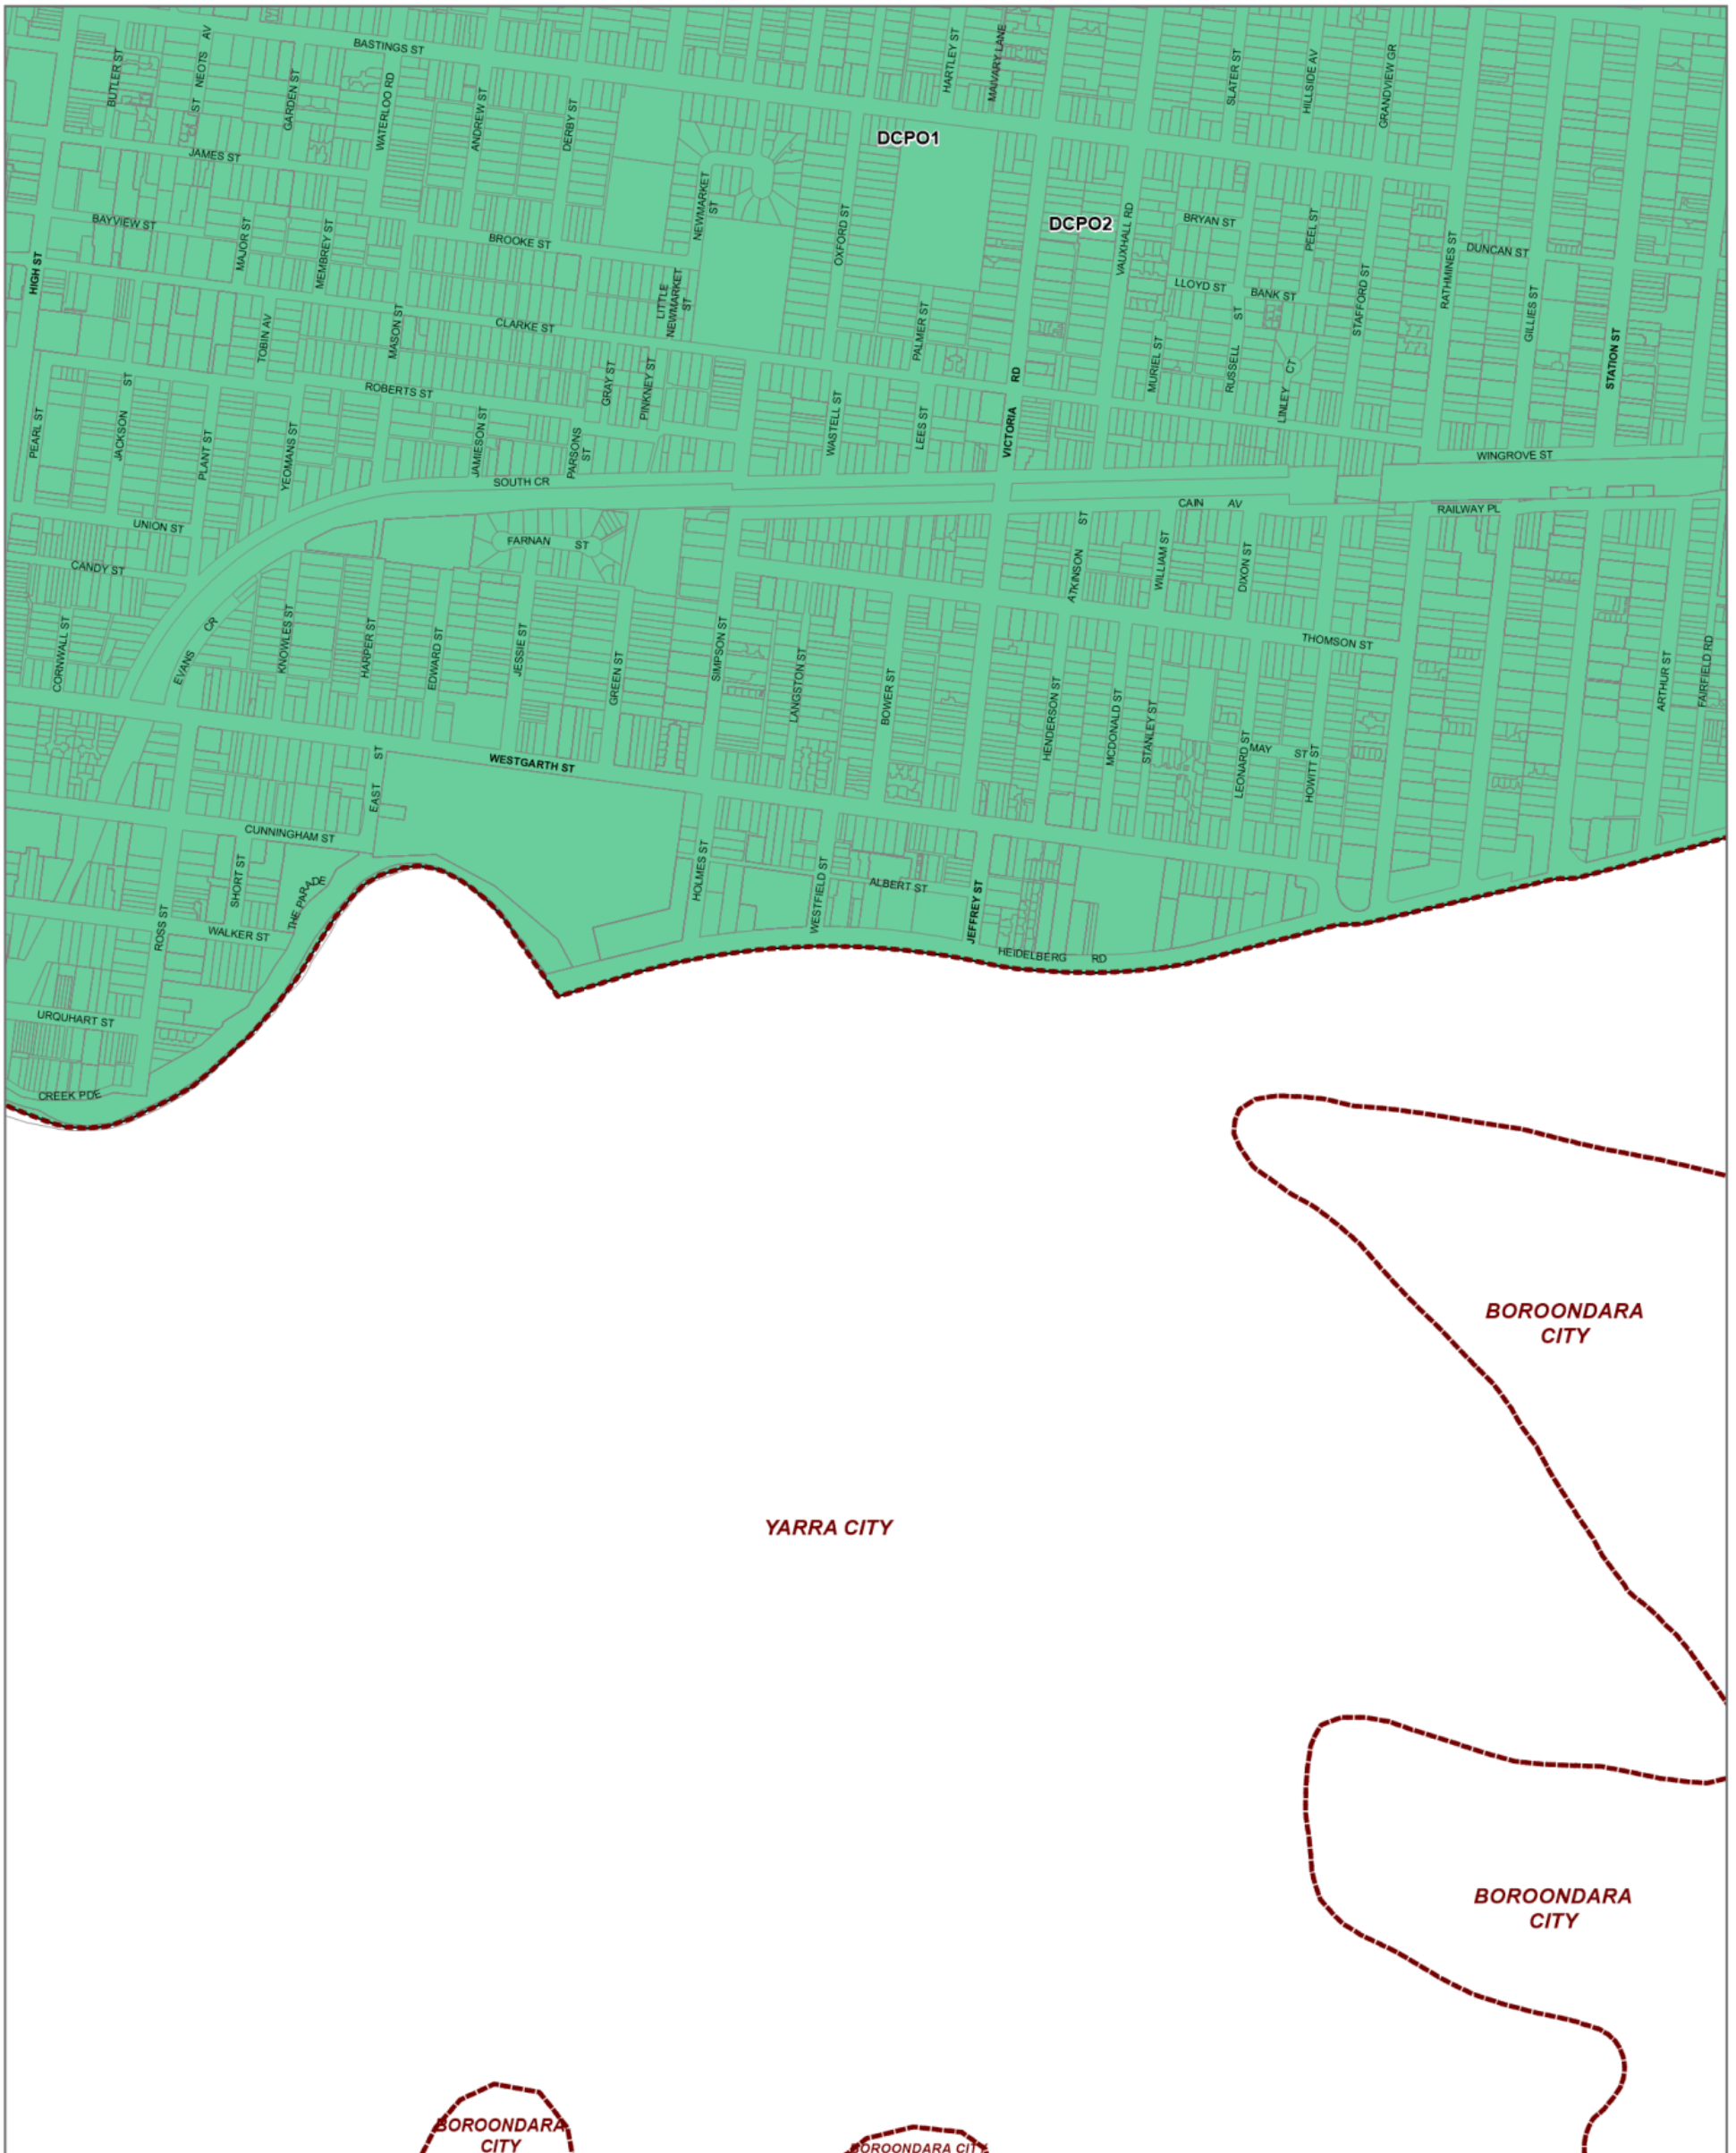 BASTINGS ST
HARTLEY ST
MAVARY LANE
BUTLER ST
ST NEOTS AV
GARDEN ST
WATERLOO RD
ANDREW ST
DERBY ST
SLATER ST
HILLSIDE AV
GRANDVIEW GR
DCPO1
JAMES ST
NEWMARKET
ST
OXFORD ST
DCPO2
VAUXHALL RD
BRYAN ST
PEEL ST
BAYVIEW ST
MAJOR ST
MEMBREY ST
BROOKE ST
RATHMINES ST
DUNCAN ST
HIGH ST
LITTLE
NEWMARKET
ST
LLOYD ST
BANK ST
STAFFORD ST
GILLIES ST
TOBIN AV
MASON ST
CLARKE ST
PALMER ST
MURIEL ST
RUSSELL ST
LINLEY CT
STATION ST
ROBERTS ST
GRAY ST
PINKNEY ST
VICTORIA RD
PEARL ST
JACKSON ST
PLANT ST
YEOMANS ST
JAMIESON ST
PARSONS
ST
WASTELL ST
LEES ST
WINGROVE ST
SOUTH CR
CAIN AV
RAILWAY PL
UNION ST
FARNAN ST
ATKINSON ST
WILLIAM ST
DIXON ST
CANDY ST
CORNWALL ST
EVANS CR
KNOWLES ST
HARPER ST
EDWARD ST
JESSIE ST
GREEN ST
SIMPSON ST
LANGSTON ST
BOWER ST
HENDERSON ST
MCDONALD ST
STANLEY ST
THOMSON ST
ARTHUR ST
FAIRFIELD RD
LEONARD ST
MAY ST
HOWITT ST
WESTGARTH ST
EAST ST
CUNNINGHAM ST
SHORT ST
THE PARADE
HOLMES ST
WESTFIELD ST
ALBERT ST
JEFFREY ST
ROSS ST
WALKER ST
HEIDELBERG RD
URQUHART ST
CREEK PDE
BOROONDARA
CITY
YARRA CITY
BOROONDARA
CITY
BOROONDARA
CITY
BOROONDARA CITY